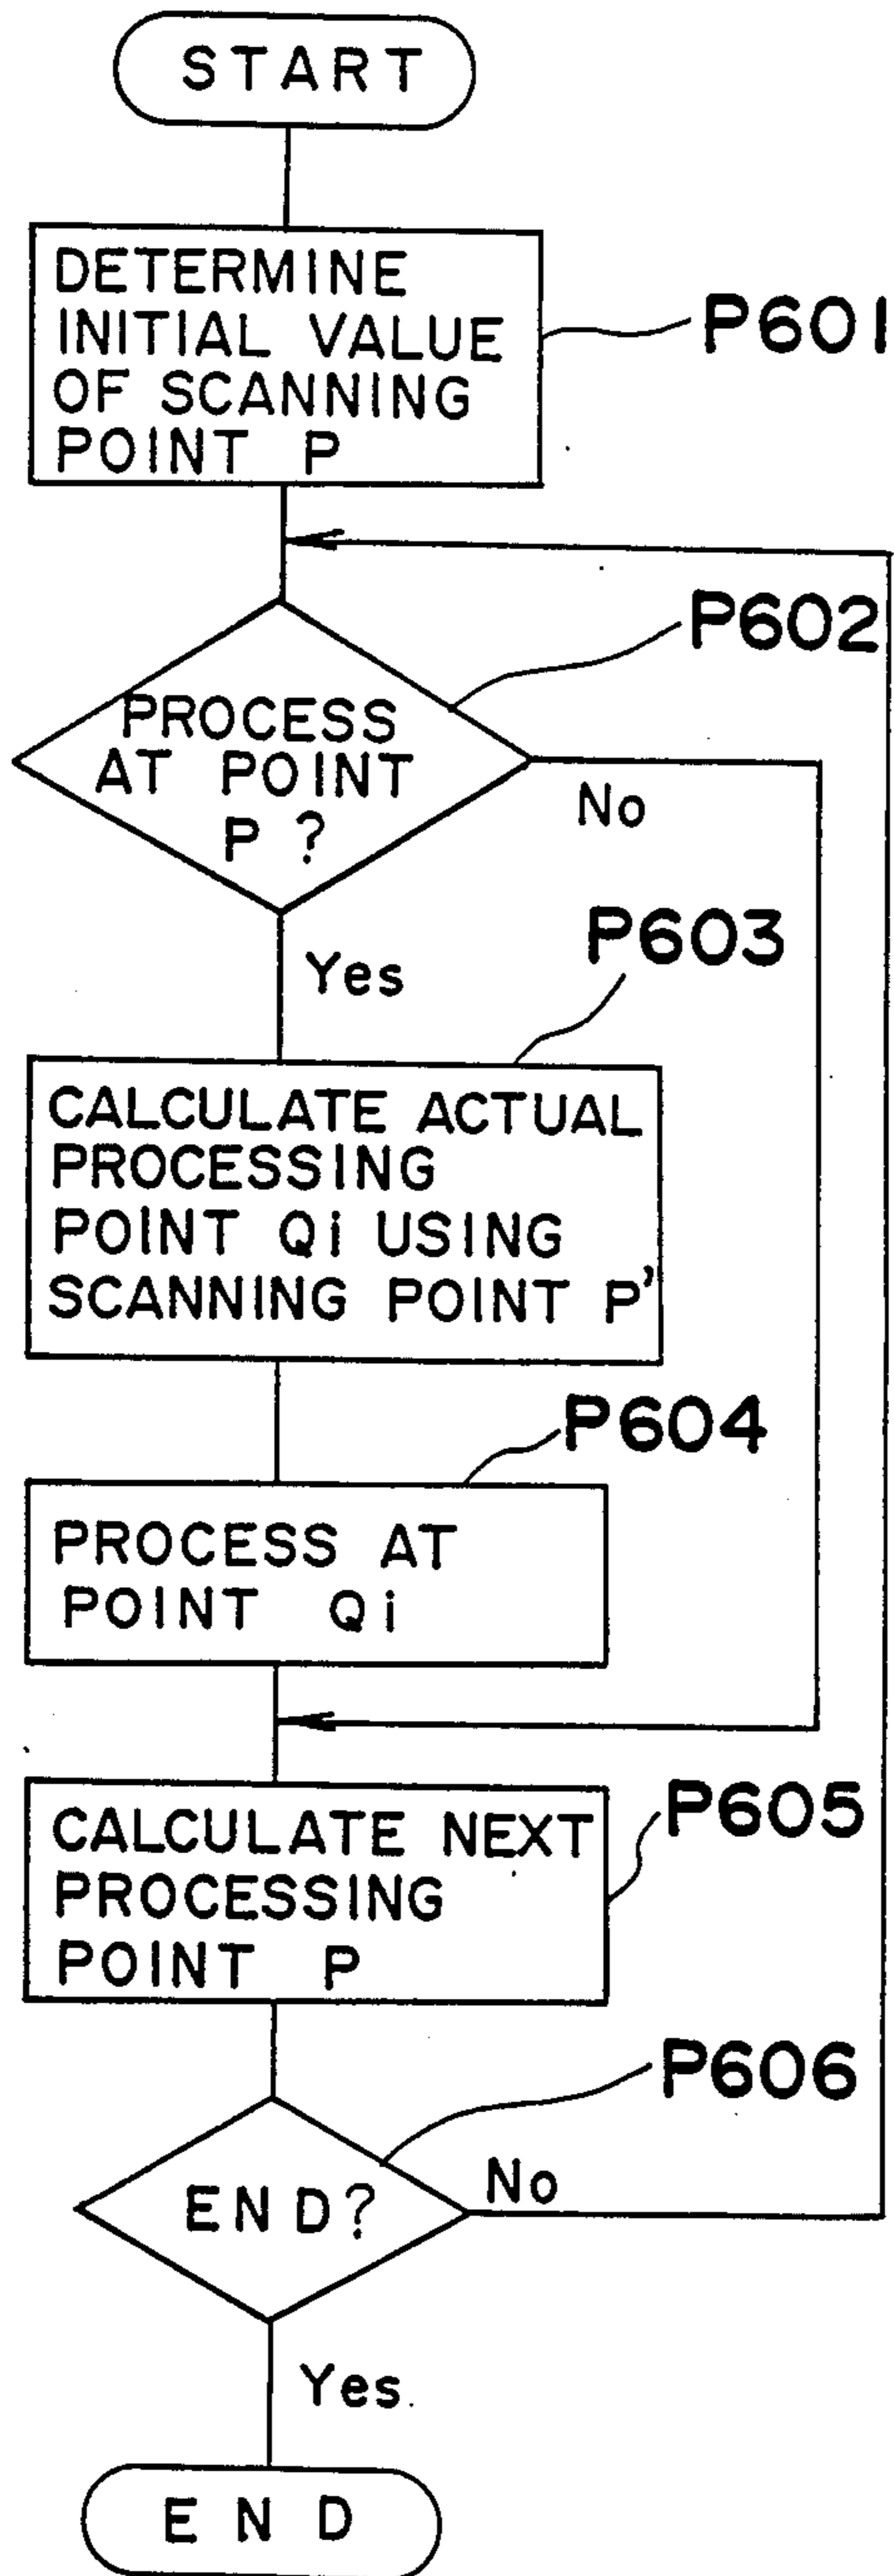 START
DETERMINE
INITIAL VALUE
OF SCANNING
POINT P
P601
P602
PROCESS
AT POINT
P?
No
Yes
P603
CALCULATE ACTUAL
PROCESSING
POINT Qi USING
SCANNING POINT P'
P604
PROCESS AT
POINT Qi
CALCULATE NEXT
PROCESSING
POINT P
P605
P606
END?
No
Yes
END